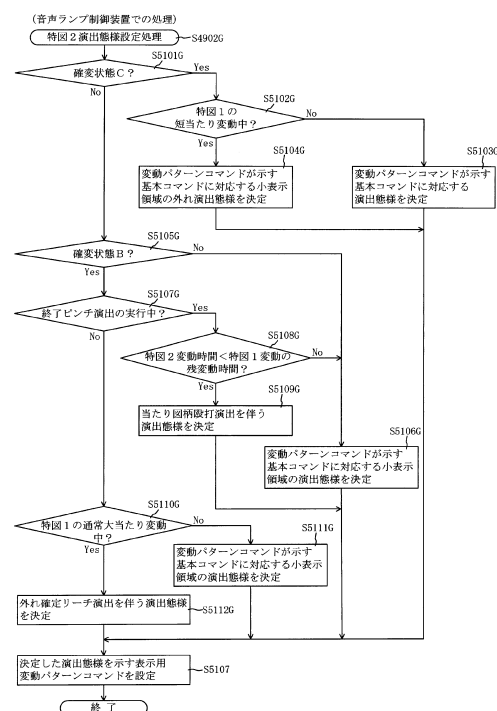 (音声ランプ制御装置での処理)
特図2演出態様設定処理
S4902G
S5101G
確変状態C?
Yes
No
S5102G
特図1の
短当たり変動中?
No
Yes
S5104G
変動パターンコマンドが示す
基本コマンドに対応する小表示
領域の外れ演出態様を決定
S5103G
変動パターンコマンドが示す
基本コマンドに対応する
演出態様を決定
S5105G
確変状態B?
No
Yes
S5107G
終了ピンチ演出の実行中?
Yes
No
S5108G
特図2変動時間<特図1変動の
残変動時間?
No
Yes
S5109G
当たり図柄殴打演出を伴う
演出態様を決定
S5106G
変動パターンコマンドが示す
基本コマンドに対応する小表示
領域の演出態様を決定
S5110G
特図1の通常大当たり変動
中?
No
Yes
S5111G
変動パターンコマンドが示す
基本コマンドに対応する小表示
領域の演出態様を決定
外れ確定リーチ演出を伴う演出態様
を決定
S5112G
決定した演出態様を示す表示用
変動パターンコマンドを設定
S5107
終了